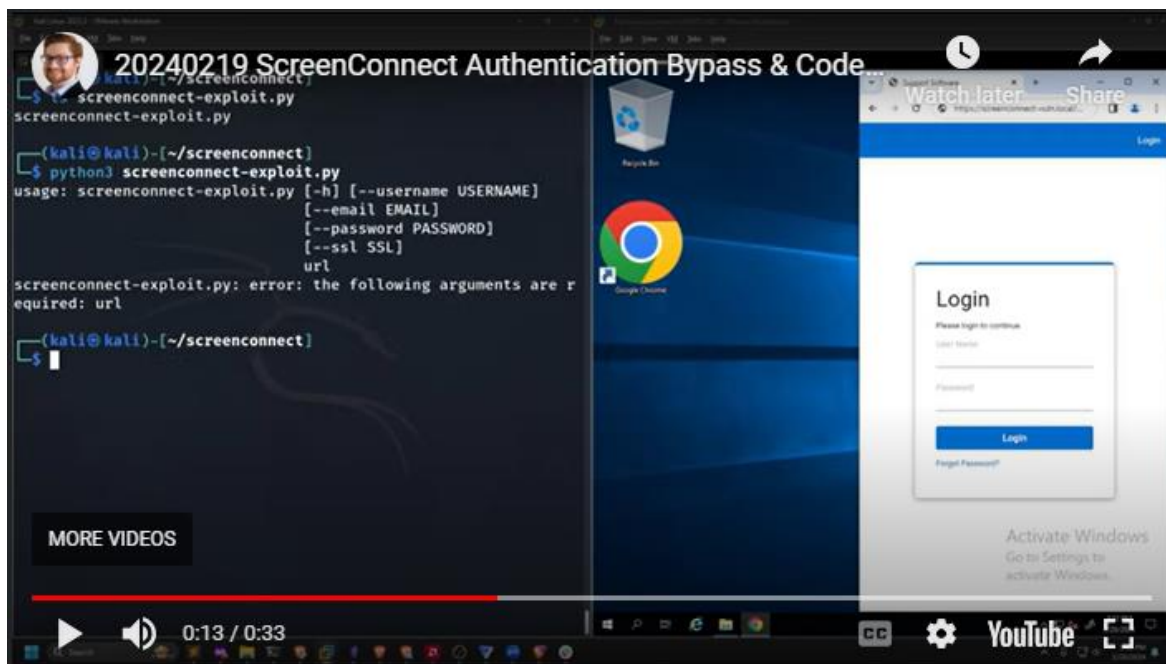 20240219 ScreenConnect Authentication Bypass & Code...
Watch later
Share
(kali㉿kali)-[~/screenconnect]
$ ls screenconnect-exploit.py
screenconnect-exploit.py
(kali㉿kali)-[~/screenconnect]
$ python3 screenconnect-exploit.py
usage: screenconnect-exploit.py [-h] [--username USERNAME]
[--email EMAIL]
[--password PASSWORD]
[--ssl SSL]
url
screenconnect-exploit.py: error: the following arguments are r
equired: url
(kali㉿kali)-[~/screenconnect]
$
Recycle Bin
Google Chrome
Support Software
Login
Login
Please login to continue.
User Name
Password
Login
Forgot Password?
Activate Windows
Go to Settings to
activate Windows.
MORE VIDEOS
0:13 / 0:33
CC
YouTube